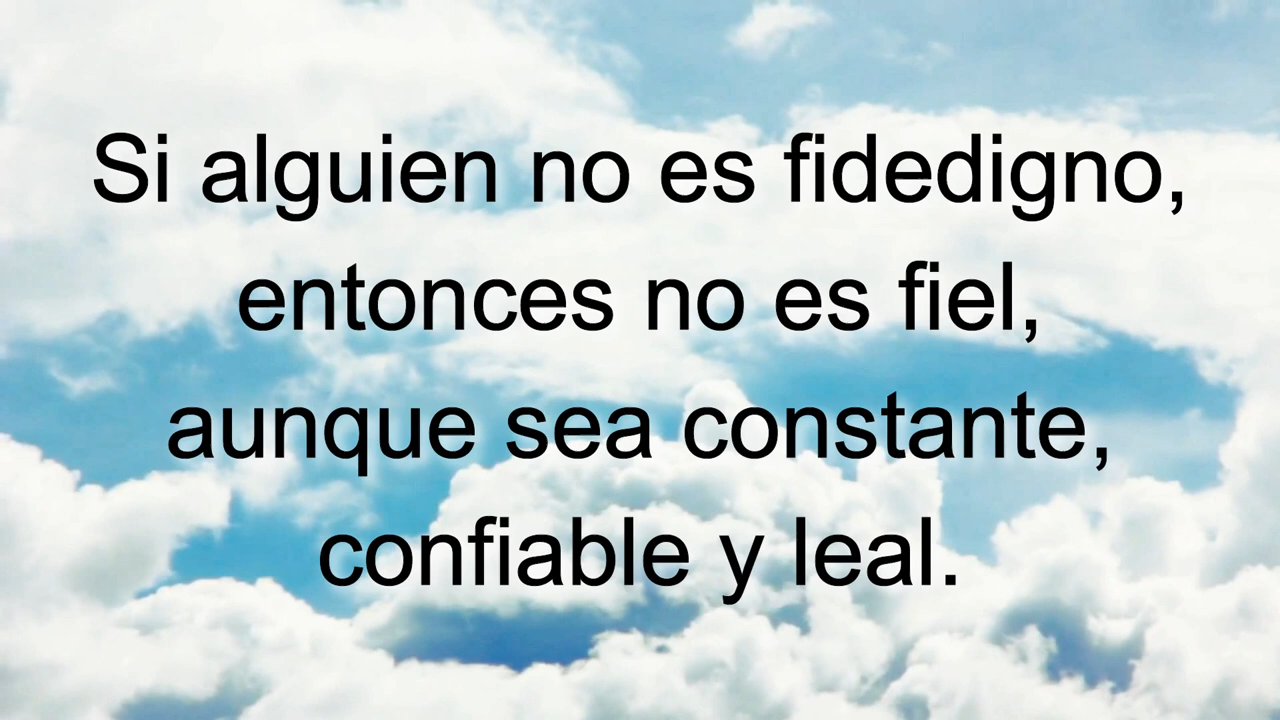 Si alguien no es fidedigno,
entonces no es fiel,
aunque sea constante,
confiable y leal.